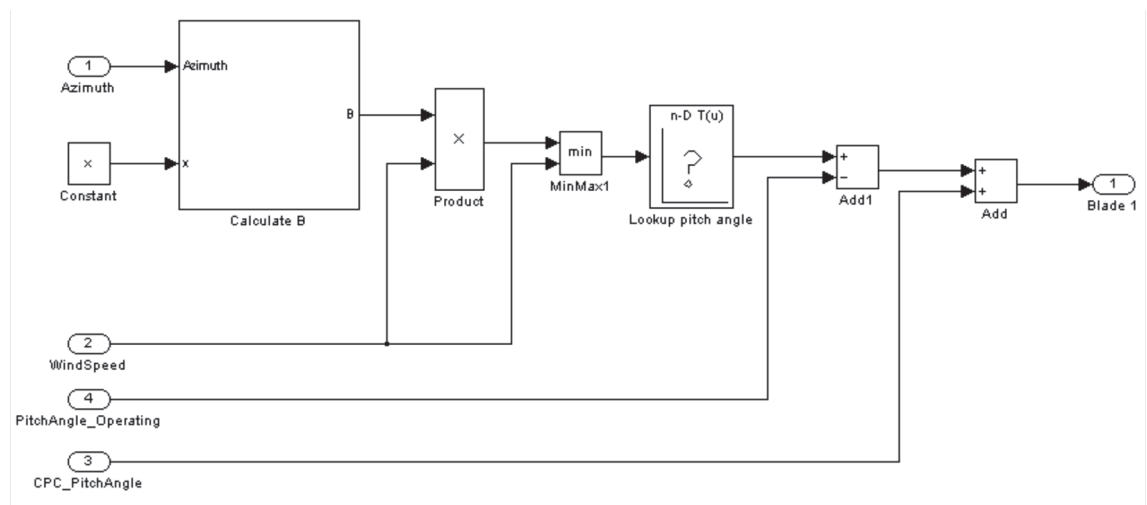 1
Azimuth
×
Constant
Azimuth
x
B
Calculate B
×
Product
min
MinMax1
n-D T(u)
?
Lookup pitch angle
+
−
Add1
+
+
Add
1
Blade 1
2
WindSpeed
4
PitchAngle_Operating
3
CPC_PitchAngle